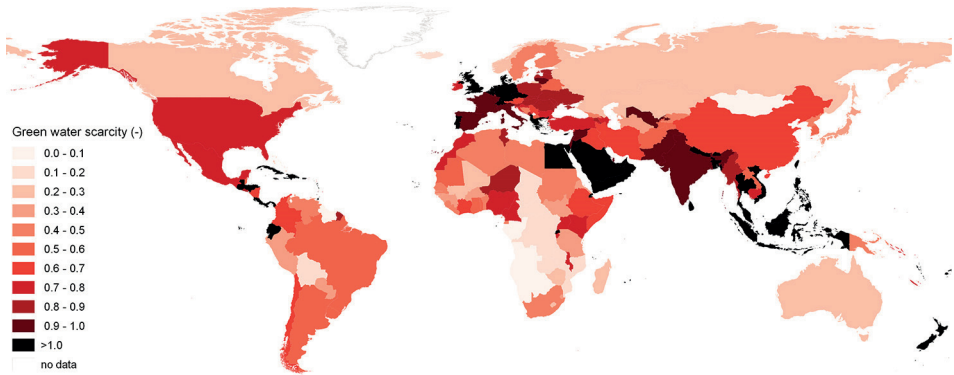 Green water scarcity (-)
0.0 - 0.1
0.1 - 0.2
0.2 - 0.3
0.3 - 0.4
0.4 - 0.5
0.5 - 0.6
0.6 - 0.7
0.7 - 0.8
0.8 - 0.9
0.9 - 1.0
>1.0
no data